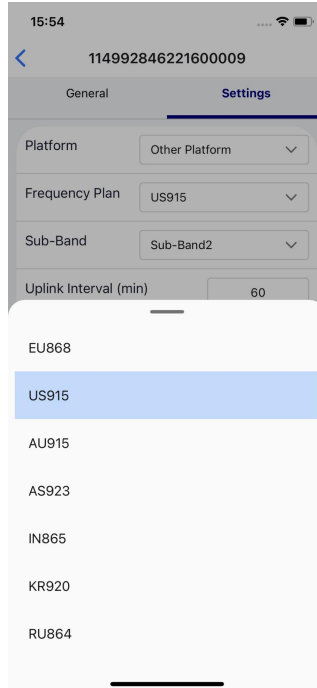 15:54
114992846221600009
General Settings
Platform Other Platform
Frequency Plan US915
Sub-Band Sub-Band2
Uplink Interval (min) 60
EU868
US915
AU915
AS923
IN865
KR920
RU864